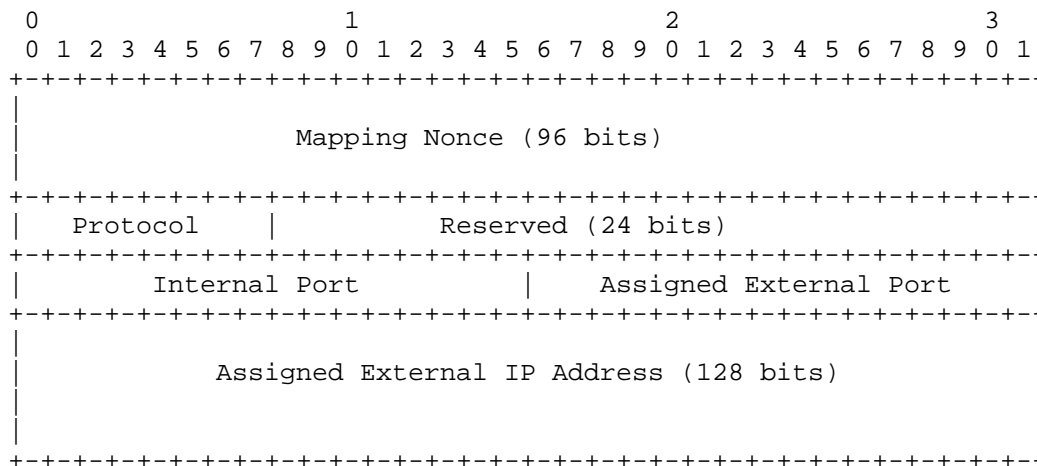 0                   1                   2                   3
 0 1 2 3 4 5 6 7 8 9 0 1 2 3 4 5 6 7 8 9 0 1 2 3 4 5 6 7 8 9 0 1
+-+-+-+-+-+-+-+-+-+-+-+-+-+-+-+-+-+-+-+-+-+-+-+-+-+-+-+-+-+-+-+-+-
|
|                 Mapping Nonce (96 bits)
|
+-+-+-+-+-+-+-+-+-+-+-+-+-+-+-+-+-+-+-+-+-+-+-+-+-+-+-+-+-+-+-+-+-
|   Protocol    |          Reserved (24 bits)
+-+-+-+-+-+-+-+-+-+-+-+-+-+-+-+-+-+-+-+-+-+-+-+-+-+-+-+-+-+-+-+-+-
|        Internal Port          |    Assigned External Port
+-+-+-+-+-+-+-+-+-+-+-+-+-+-+-+-+-+-+-+-+-+-+-+-+-+-+-+-+-+-+-+-+-
|
|            Assigned External IP Address (128 bits)
|
|
+-+-+-+-+-+-+-+-+-+-+-+-+-+-+-+-+-+-+-+-+-+-+-+-+-+-+-+-+-+-+-+-+-